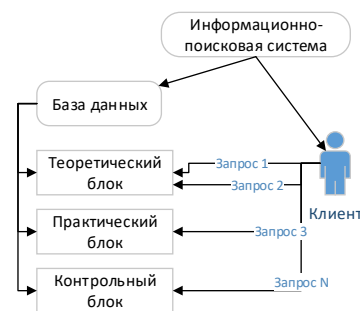 Информационно-
поисковая система
База данных
Теоретический
блок
Запрос 1
Запрос 2
Клиент
Практический
блок
Запрос 3
Контрольный
блок
Запрос N